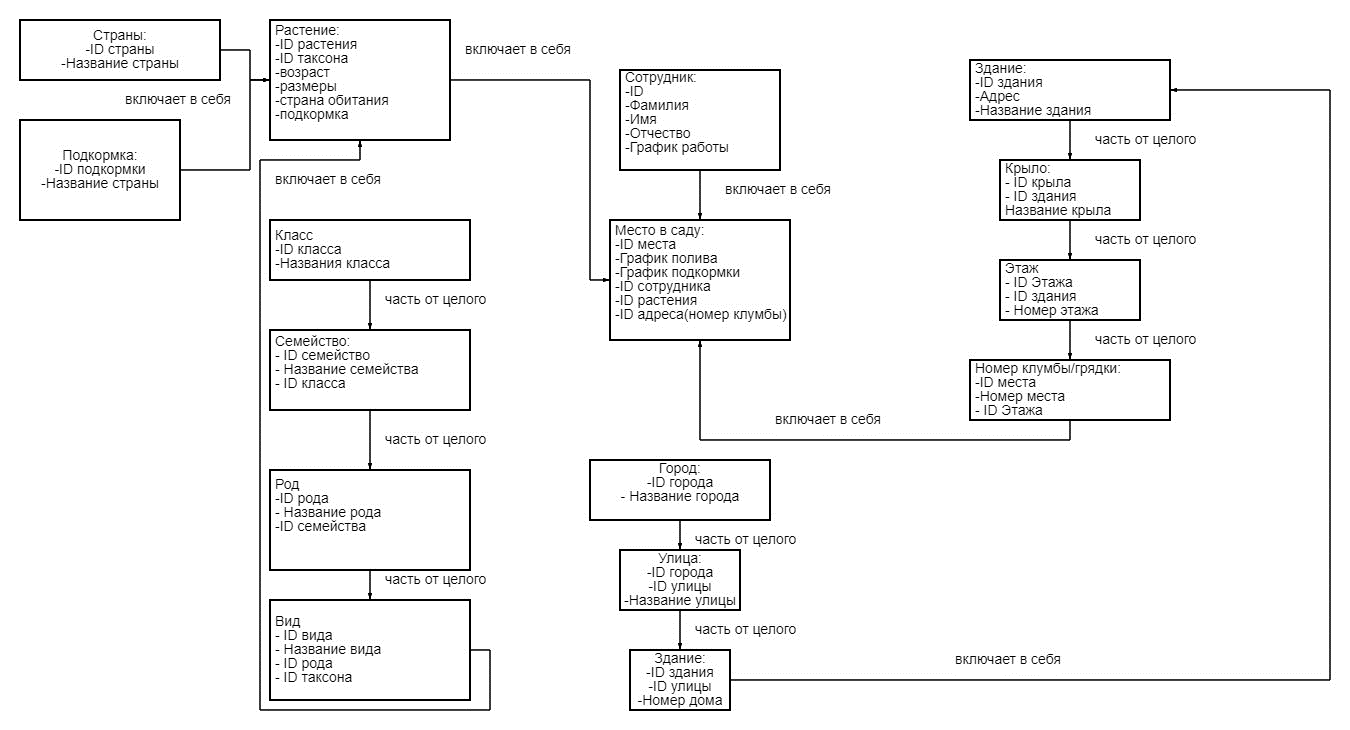 Страны:
-ID страны
-Название страны
включает в себя
Подкормка:
-ID подкормки
-Название страны
Растение:
-ID растения
-ID таксона
-возраст
-размеры
-страна обитания
-подкормка
включает в себя
включает в себя
Класс
-ID класса
-Названия класса
часть от целого
Семейство:
- ID семейство
- Название семейства
- ID класса
часть от целого
Род
-ID рода
- Название рода
-ID семейства
часть от целого
Вид
- ID вида
- Название вида
- ID рода
- ID таксона
Сотрудник:
-ID
-Фамилия
-Имя
-Отчество
-График работы
включает в себя
Место в саду:
-ID места
-График полива
-График подкормки
-ID сотрудника
-ID растения
-ID адреса(номер клумбы)
включает в себя
Город:
-ID города
- Название города
часть от целого
Улица:
-ID города
-ID улицы
-Название улицы
часть от целого
Здание:
-ID здания
-ID улицы
-Номер дома
включает в себя
Здание:
-ID здания
-Адрес
-Название здания
часть от целого
Крыло:
- ID крыла
- ID здания
Название крыла
часть от целого
Этаж
- ID Этажа
- ID здания
- Номер этажа
часть от целого
Номер клумбы/грядки:
-ID места
-Номер места
- ID Этажа